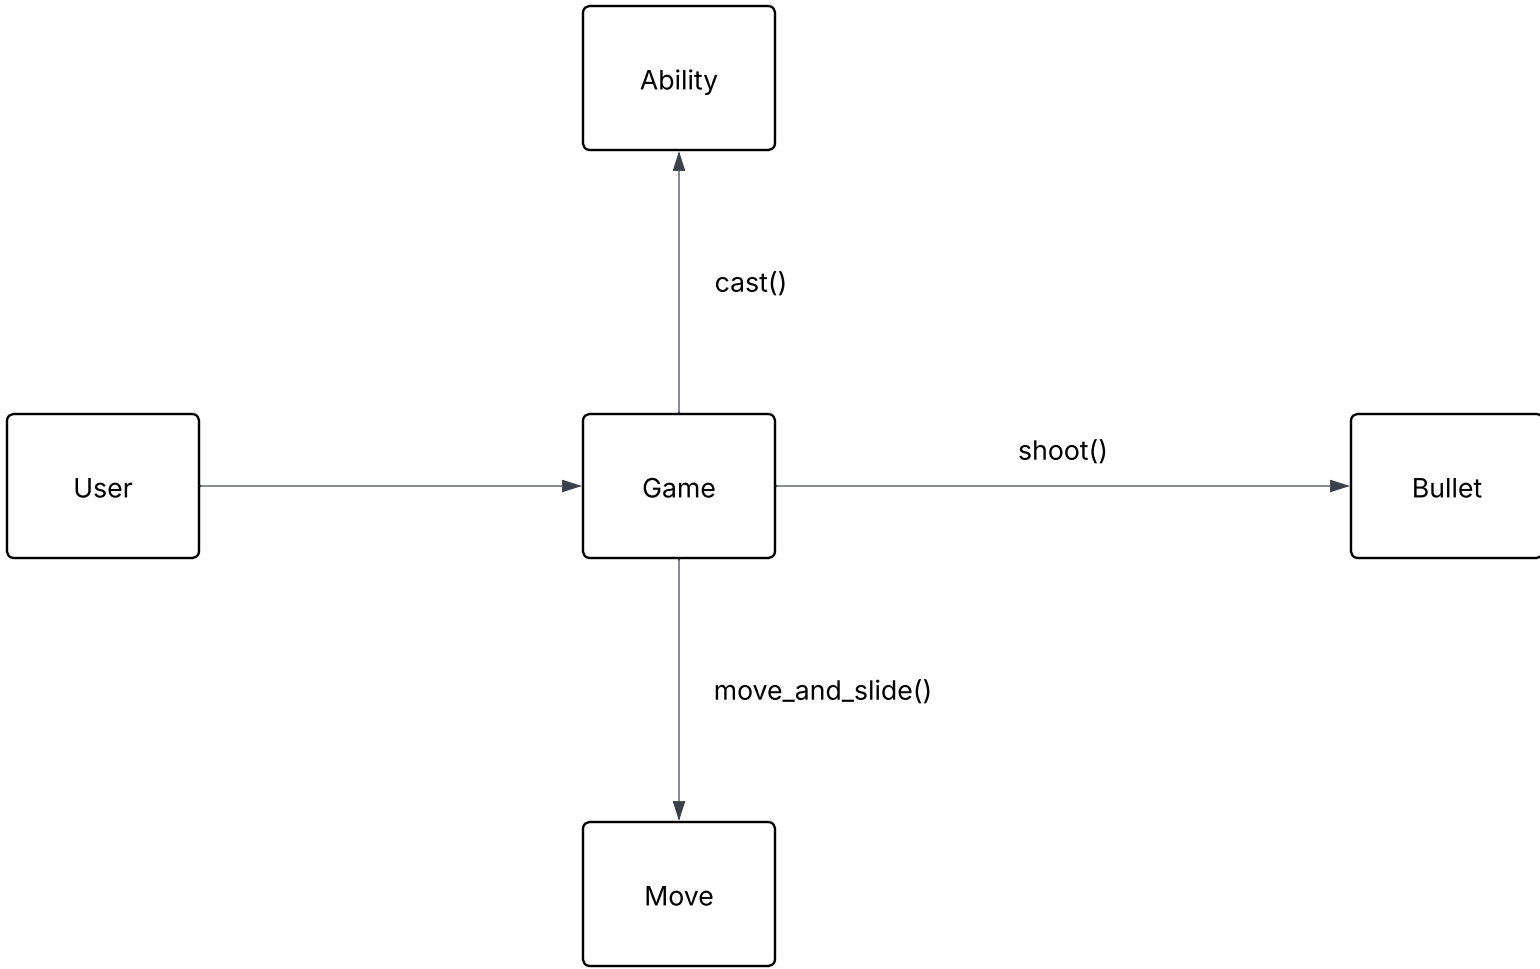 Ability
cast()
User
Game
shoot()
Bullet
move_and_slide()
Move